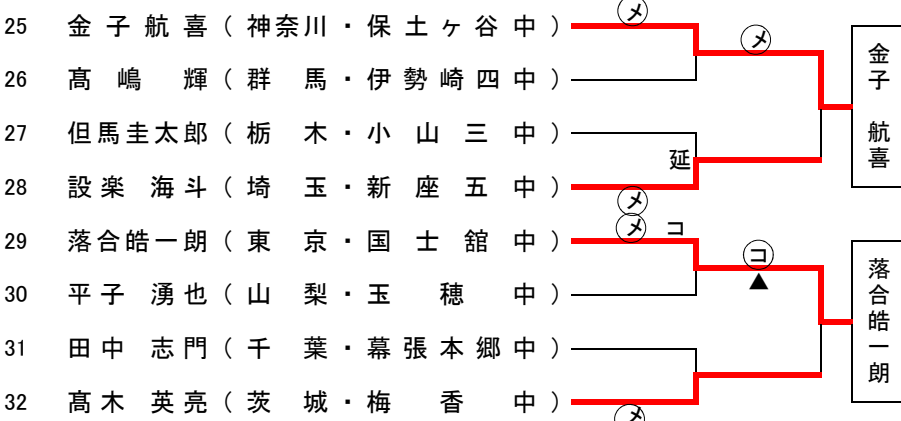 ㋱
25 金子航喜(神奈川・保土ヶ谷中)
㋱
26 髙嶋 輝(群 馬・伊勢崎四中)
金子 航喜
27 但馬圭太郎(栃 木・小山三中)
延
28 設楽 海斗(埼 玉・新座五中)
㋱
㋱ コ
29 落合皓一朗(東 京・国士舘中)
㋙
▲
30 平子 湧也(山 梨・玉 穂 中)
落合皓一朗
31 田中 志門(千 葉・幕張本郷中)
32 髙木 英亮(茨 城・梅 香 中)
㋱